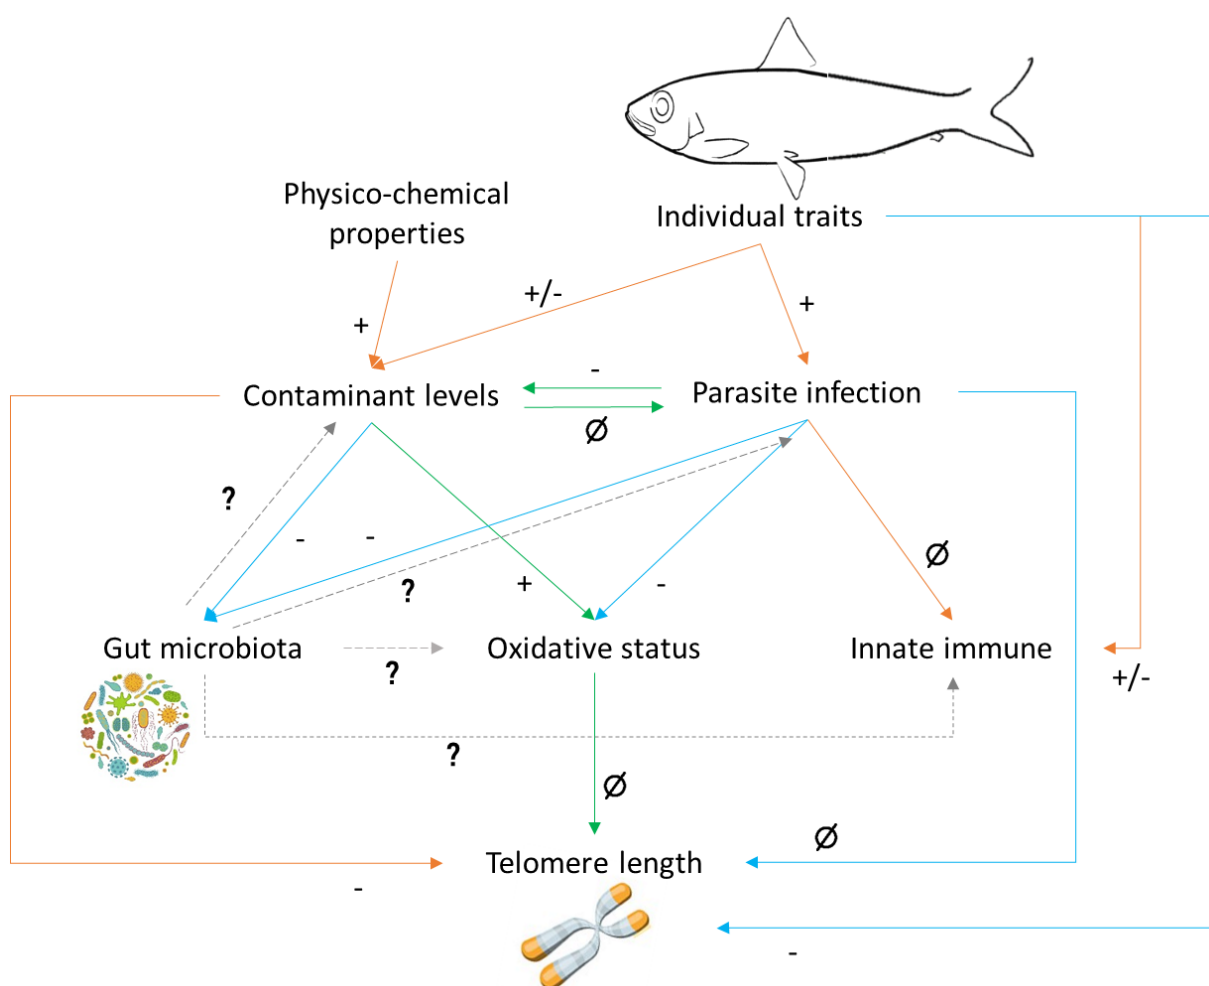 Physico-chemical
properties
Individual traits
+/-
+
+
Contaminant levels
-
Parasite infection
Ø
?
-
-
?
+
-
Ø
Gut microbiota
?
Oxidative status
Innate immune
+/-
?
Ø
Ø
Telomere length
-
-